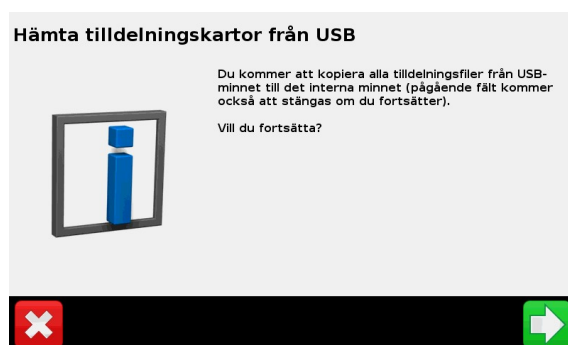 Hämta tilldelningskartor från USB
Du kommer att kopiera alla tilldelningsfiler från USB-
minnet till det interna minnet (pågående fält kommer
också att stängas om du fortsätter).
Vill du fortsätta?